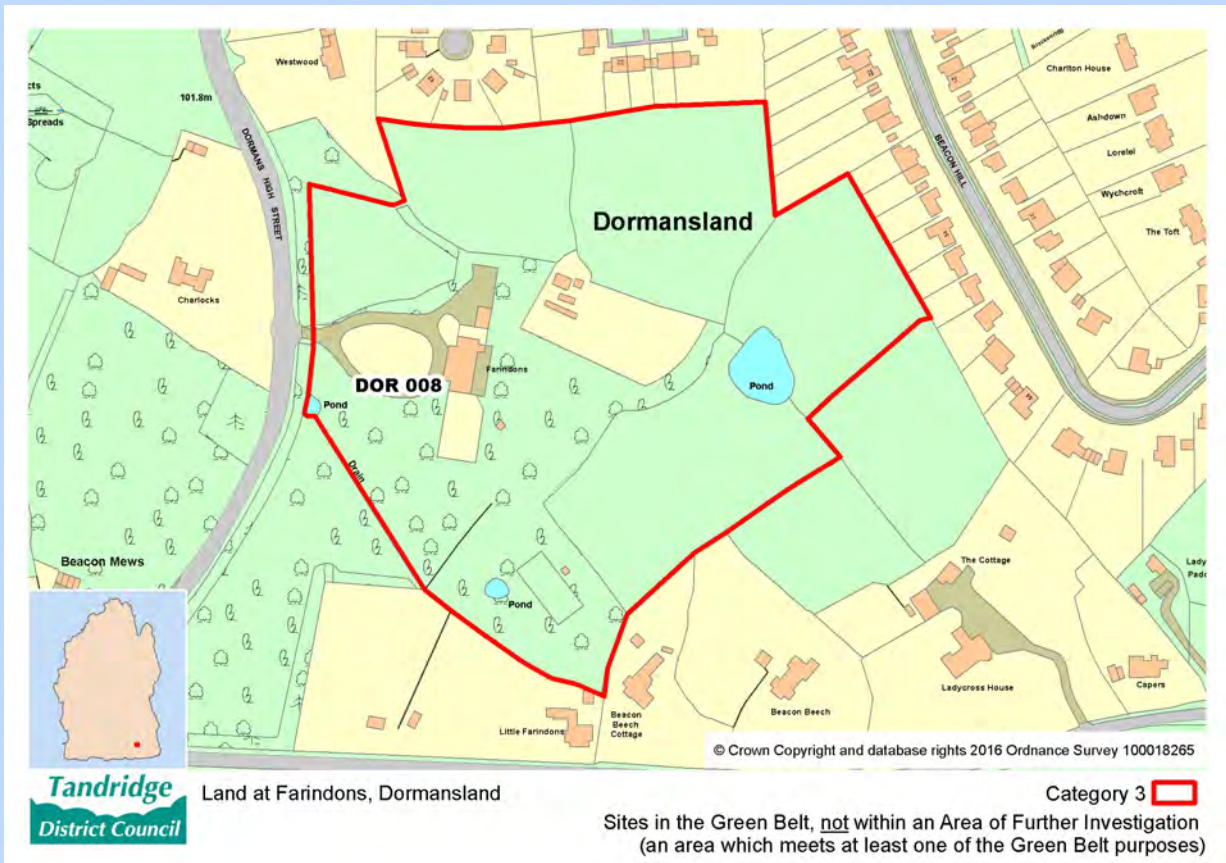 Westwood
Charlton House
cts
Spreads
101.8m
Ashdown
DORMANS HIGH STREET
BEACON HILL
Lorelei
Dormansland
Wychcroft
The Toft
Charlocks
Farindons
DOR 008
Pond
Pond
Drain
The Cottage
Beacon Mews
Pond
Ladycross House
Capers
Beacon
Beech
Cottage
Beacon Beech
Little Farindons
© Crown Copyright and database rights 2016 Ordnance Survey 100018265
Tandridge
District Council
Land at Farindons, Dormansland
Category 3
Sites in the Green Belt, not within an Area of Further Investigation
(an area which meets at least one of the Green Belt purposes)